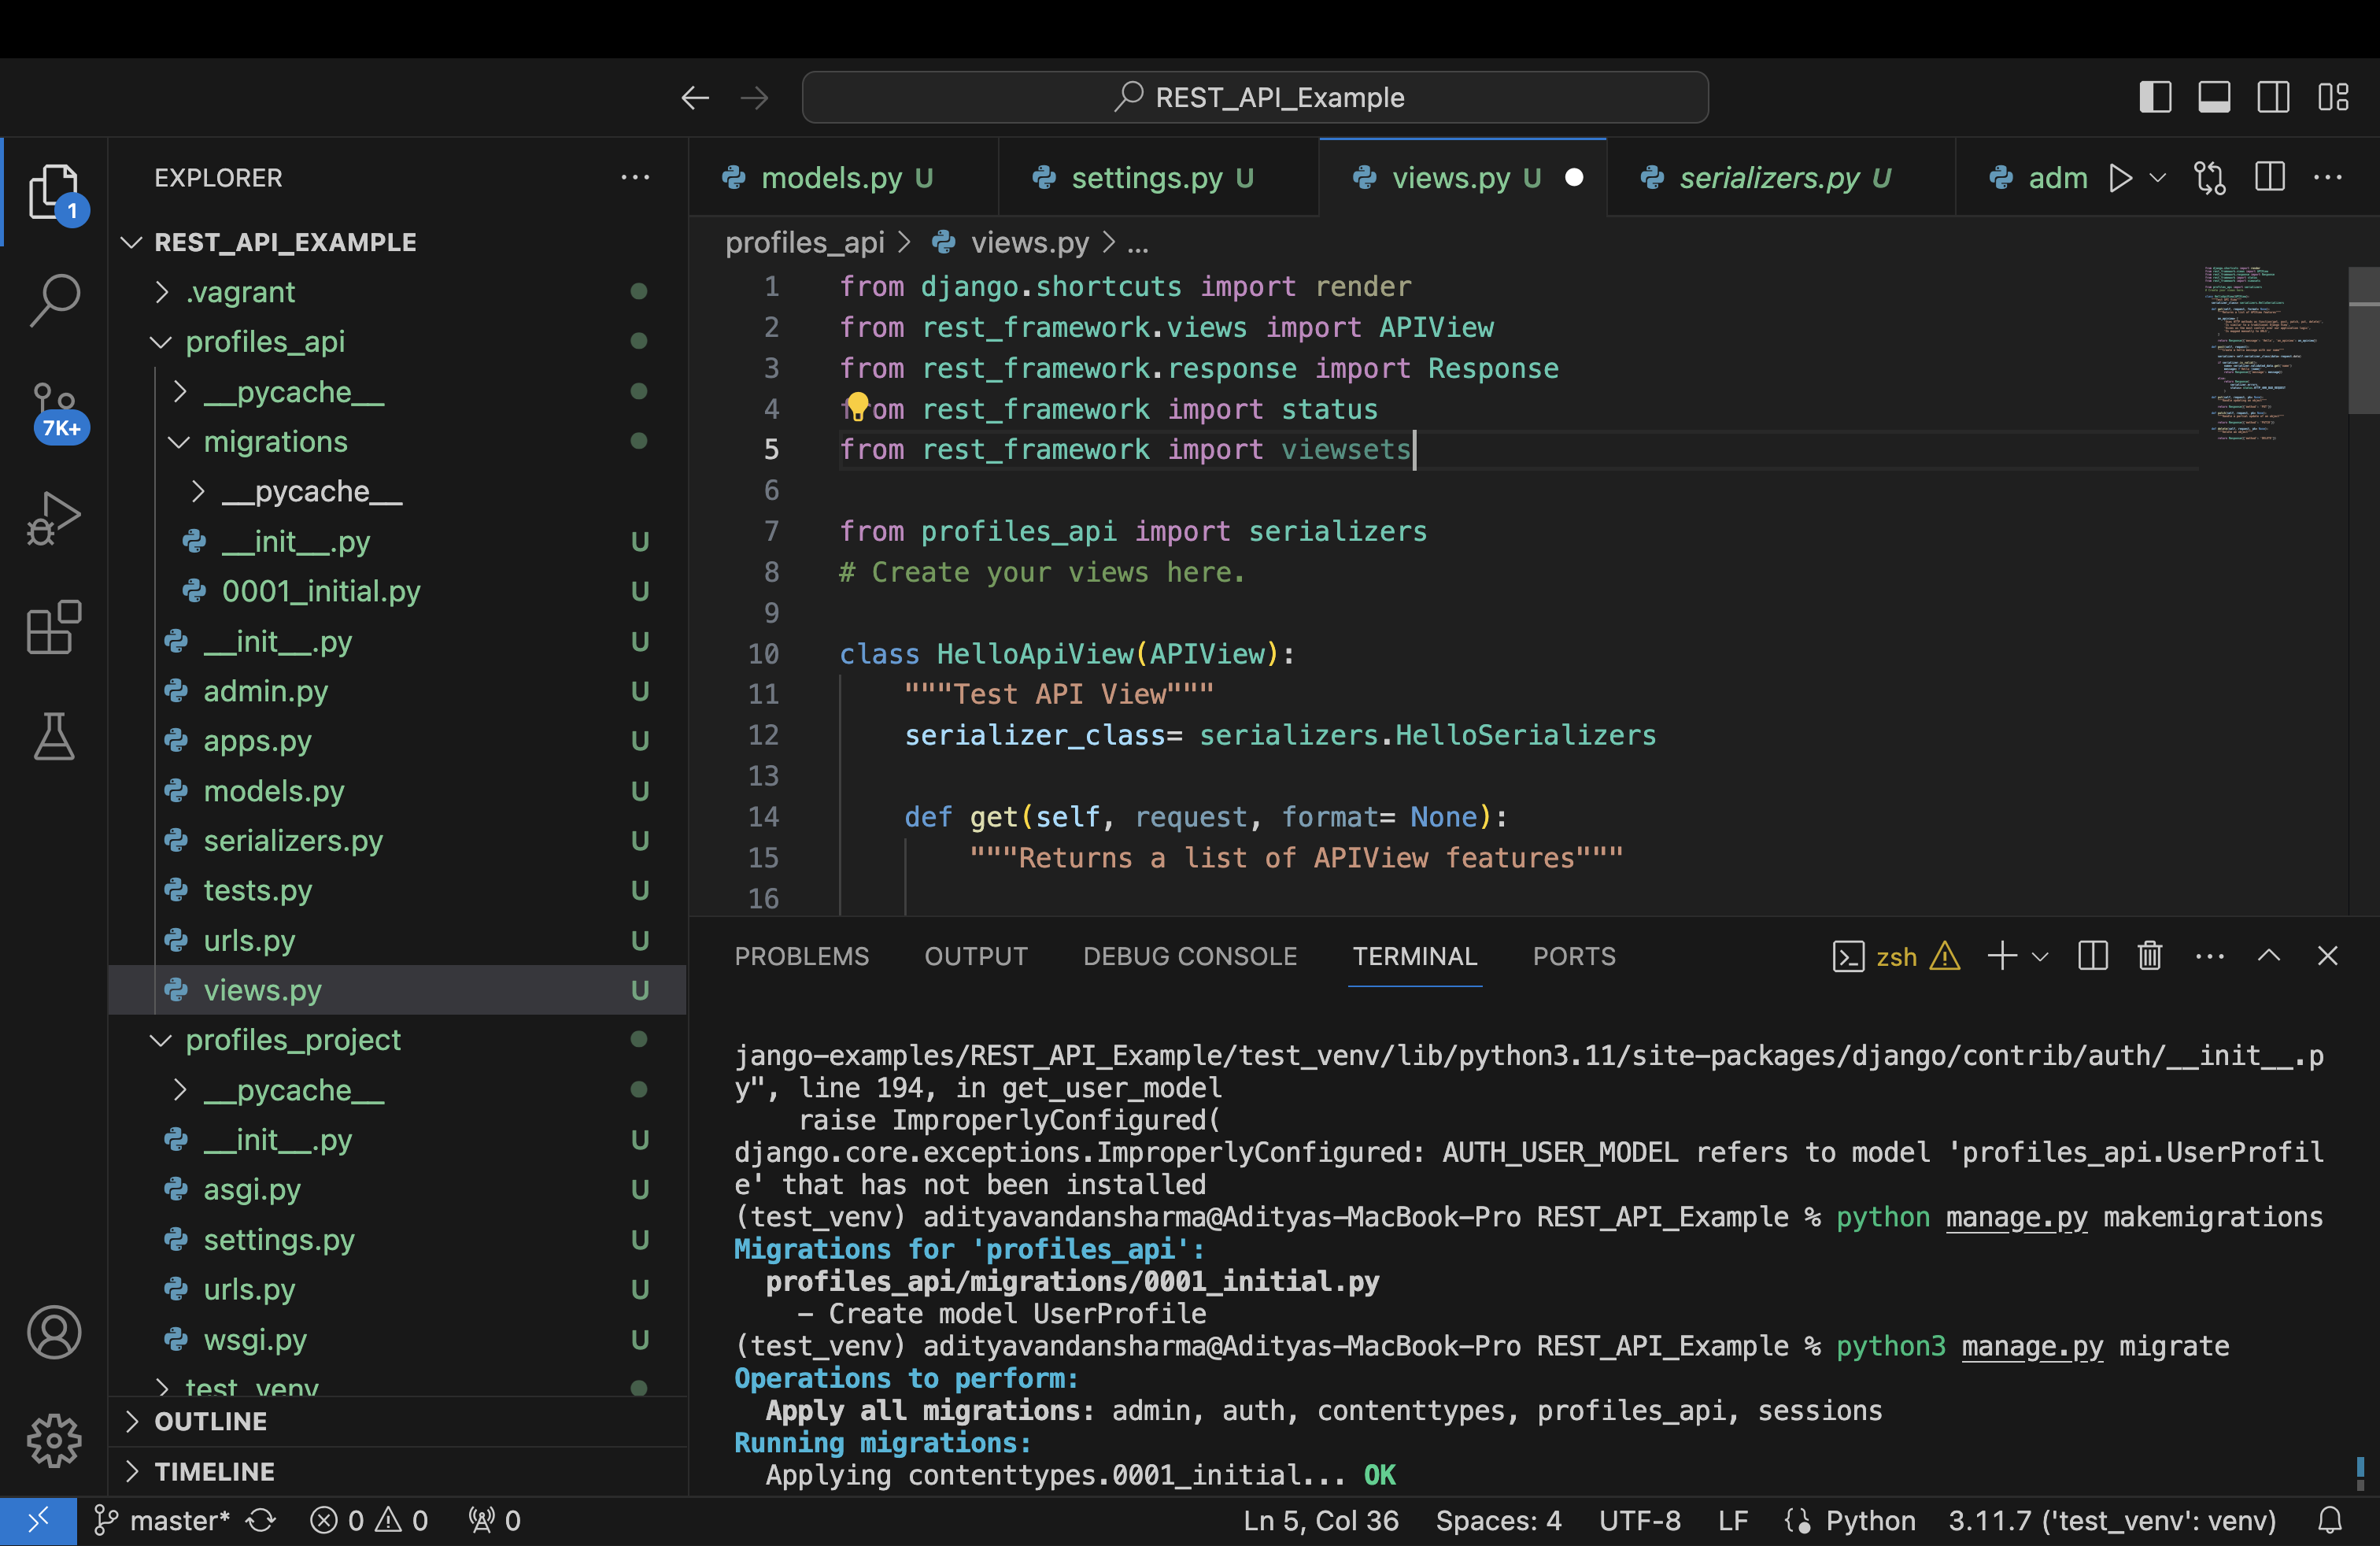 REST_API_Example
EXPLORER
1
REST_API_EXAMPLE
.vagrant
profiles_api
__pycache__
7K+
migrations
__pycache__
__init__.py U
0001_initial.py U
__init__.py U
admin.py U
apps.py U
models.py U
serializers.py U
tests.py U
urls.py U
views.py U
profiles_project
__pycache__
__init__.py U
asgi.py U
settings.py U
urls.py U
wsgi.py U
test_venv
OUTLINE
TIMELINE
models.py U settings.py U views.py U serializers.py U adm
profiles_api > views.py > ...
1 from django.shortcuts import render
2 from rest_framework.views import APIView
3 from rest_framework.response import Response
4 from rest_framework import status
5 from rest_framework import viewsets
6
7 from profiles_api import serializers
8 # Create your views here.
9
10 class HelloApiView(APIView):
11 """Test API View"""
12 serializer_class= serializers.HelloSerializers
13
14 def get(self, request, format= None):
15 """Returns a list of APIView features"""
16
PROBLEMS OUTPUT DEBUG CONSOLE TERMINAL PORTS zsh
jango-examples/REST_API_Example/test_venv/lib/python3.11/site-packages/django/contrib/auth/__init__.p
y", line 194, in get_user_model
raise ImproperlyConfigured(
django.core.exceptions.ImproperlyConfigured: AUTH_USER_MODEL refers to model 'profiles_api.UserProfil
e' that has not been installed
(test_venv) adityavandansharma@Adityas-MacBook-Pro REST_API_Example % python manage.py makemigrations
Migrations for 'profiles_api':
profiles_api/migrations/0001_initial.py
- Create model UserProfile
(test_venv) adityavandansharma@Adityas-MacBook-Pro REST_API_Example % python3 manage.py migrate
Operations to perform:
Apply all migrations: admin, auth, contenttypes, profiles_api, sessions
Running migrations:
Applying contenttypes.0001_initial... OK
master* 0 0 0 Ln 5, Col 36 Spaces: 4 UTF-8 LF Python 3.11.7 ('test_venv': venv)